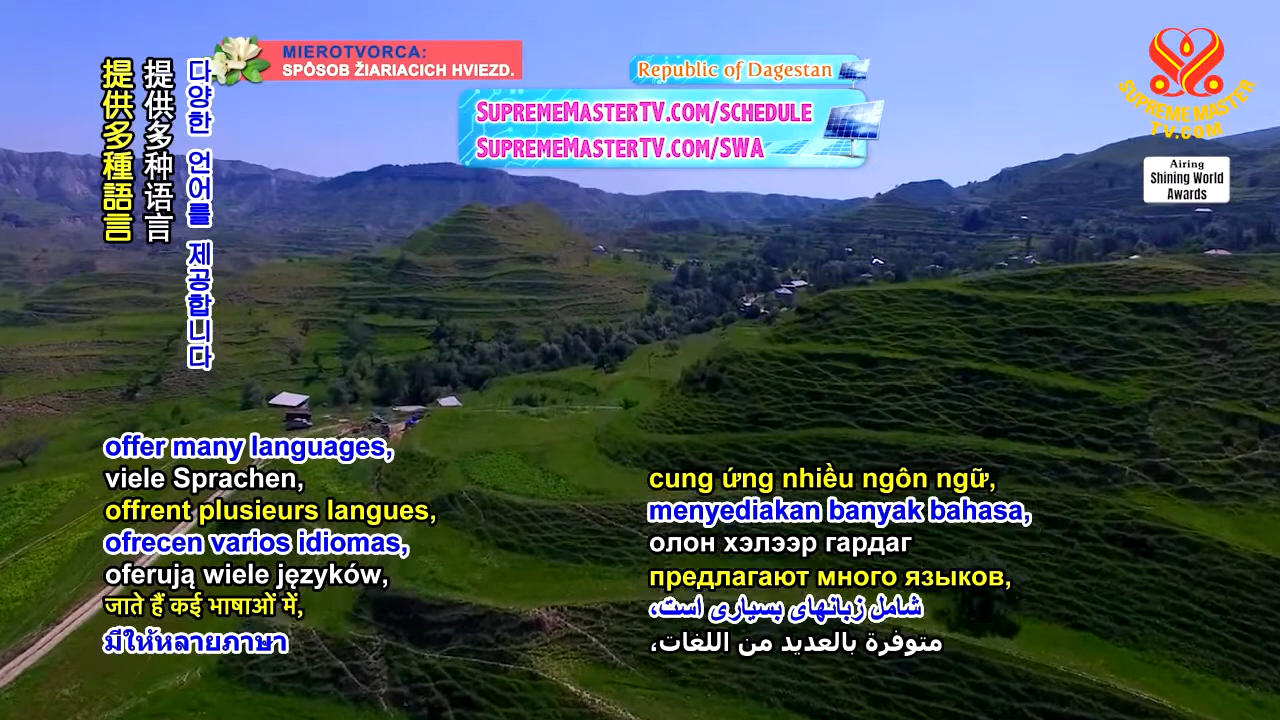 MIEROTVORCA:
SPÔSOB ŽIARIACICH HVIEZD.
Republic of Dagestan
SUPREMEMASTERTV.COM/SCHEDULE
SUPREMEMASTERTV.COM/SWA
SUPREME MASTER
TV.COM
Airing
Shining World
Awards
提供多種語言
提供多种语言
다양한 언어를 제공합니다
offer many languages,
viele Sprachen,
offrent plusieurs langues,
ofrecen varios idiomas,
oferują wiele języków,
जाते हैं कई भाषाओं में,
มีให้หลายภาษา
cung ứng nhiều ngôn ngữ,
menyediakan banyak bahasa,
олон хэлээр гардаг
предлагают много языков,
شامل زبانهای بسیاری است،
متوفرة بالعديد من اللغات،